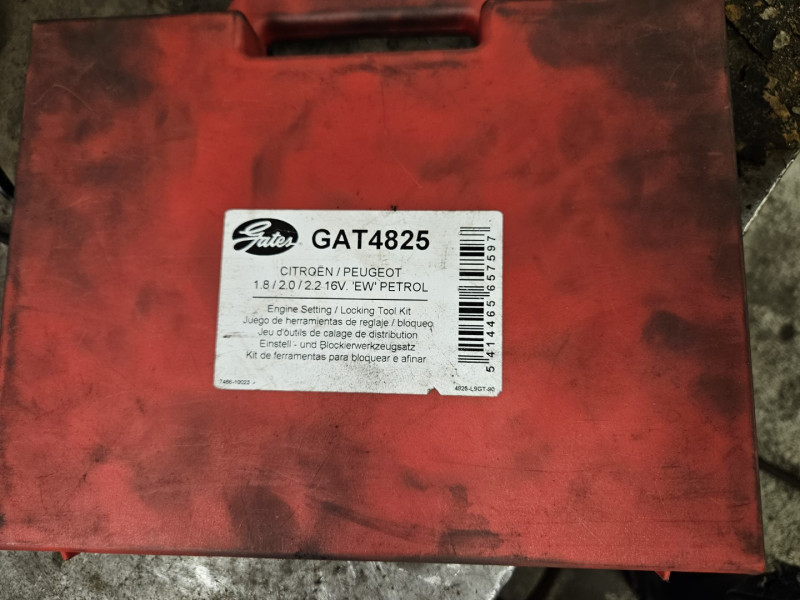 Gates GAT4825
CITROËN / PEUGEOT
1.8 / 2.0 / 2.2 16V. 'EW' PETROL
Engine Setting / Locking Tool Kit
Juego de herramientas de reglaje / bloqueo
Jeu d'outils de calage de distribution
Einstell - und Blockierwerkzeugsatz
Kit de ferramentas para bloquear e afinar
4825-L9GT-90
5 414465 657597